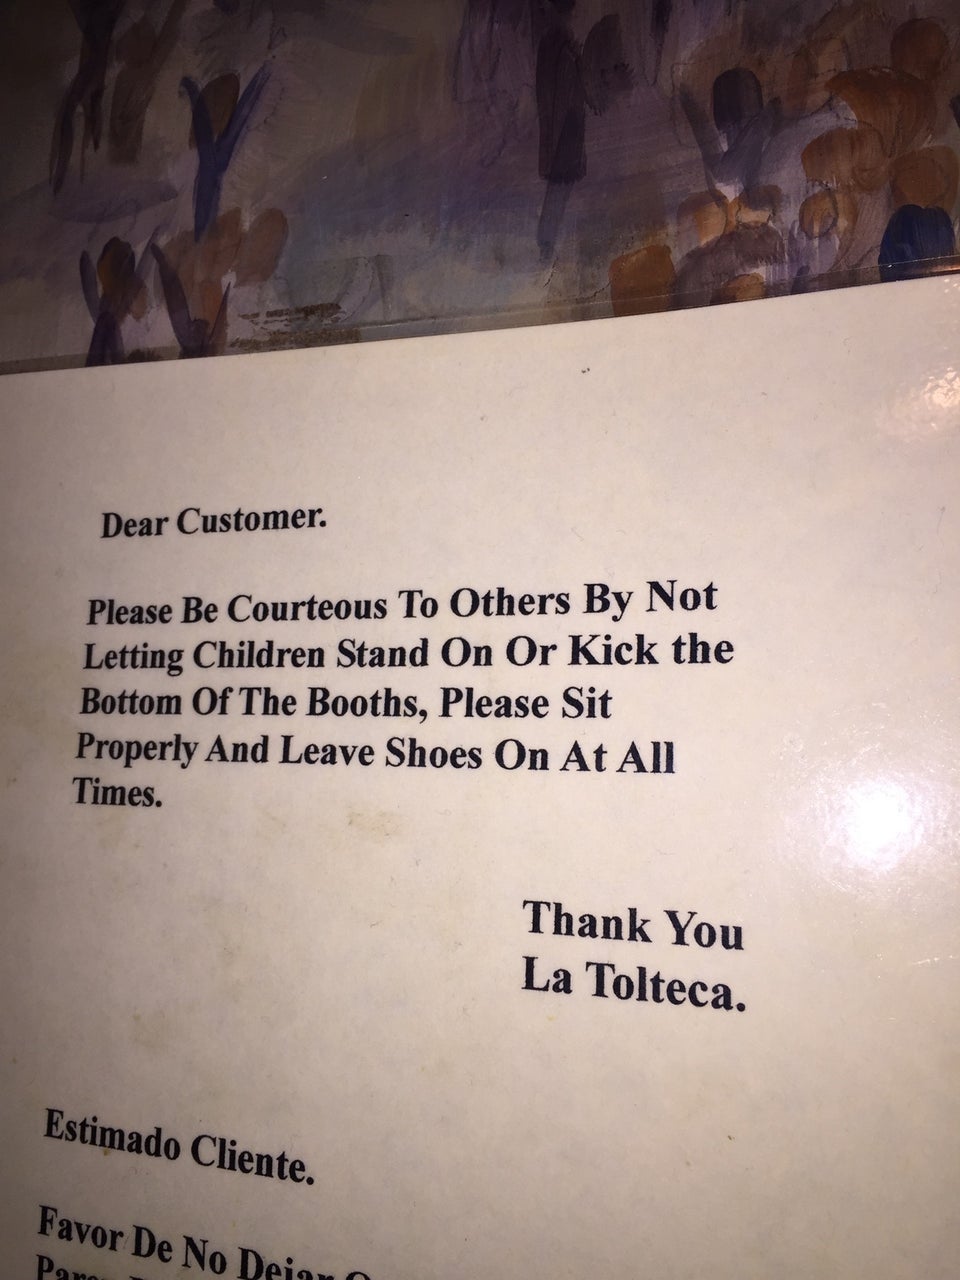 Dear Customer.
Please Be Courteous To Others By Not
Letting Children Stand On Or Kick the
Bottom Of The Booths, Please Sit
Properly And Leave Shoes On At All
Times.
Thank You
La Tolteca.
Estimado Cliente.
Favor De No Dejar